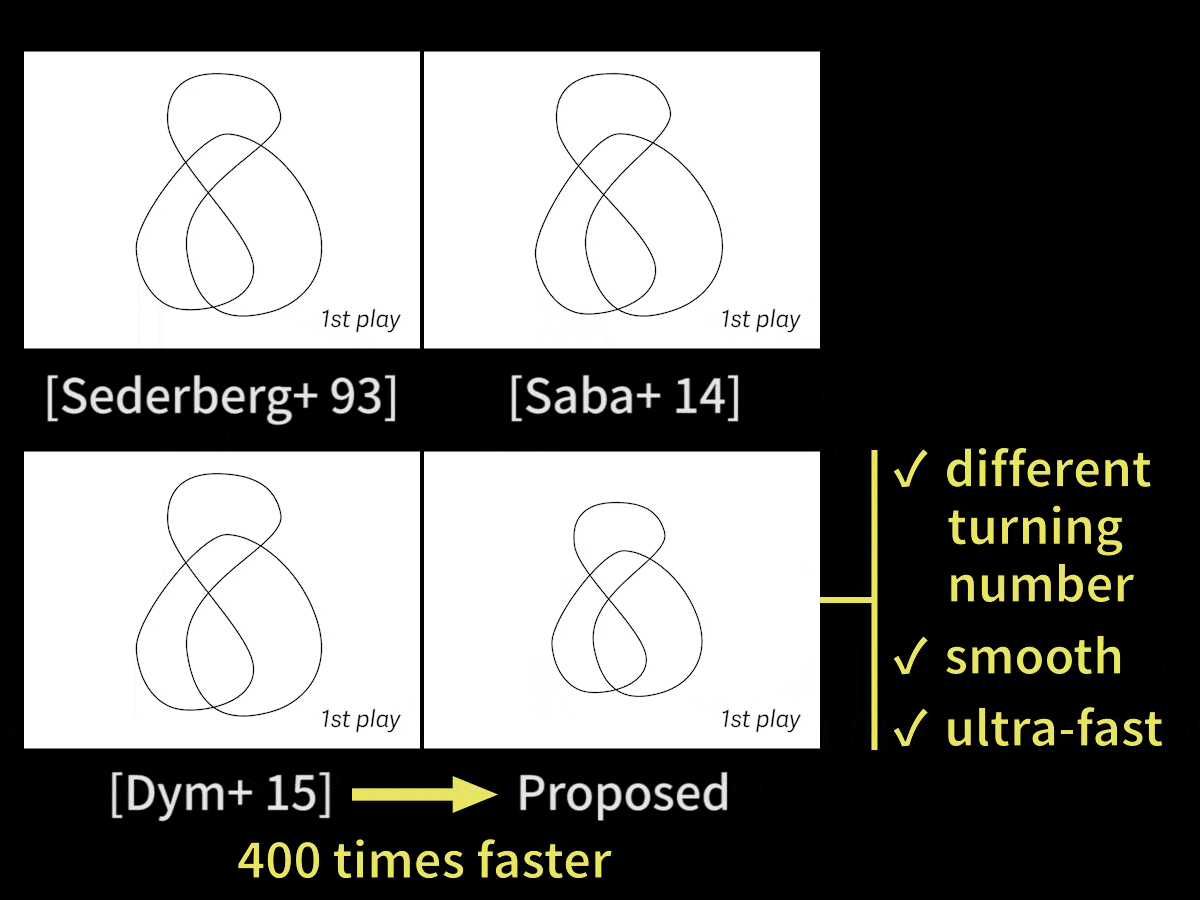 1st play
1st play
[Sederberg+ 93]
[Saba+ 14]
1st play
1st play
✓ different
turning
number
✓ smooth
✓ ultra-fast
[Dym+ 15]
Proposed
400 times faster